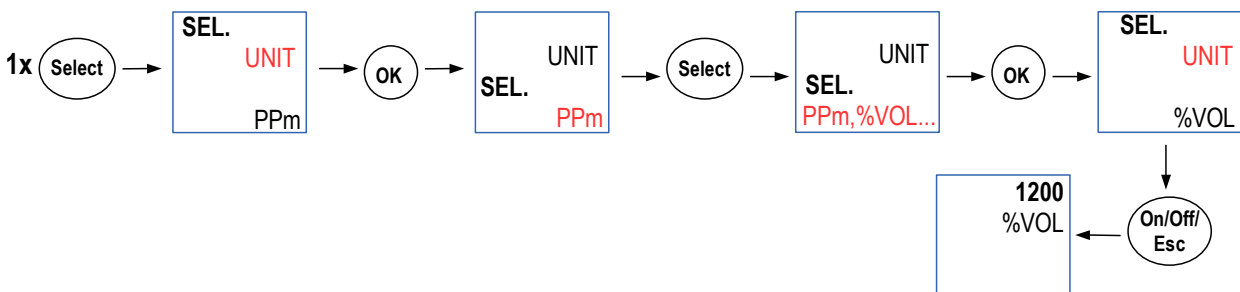 1x
Select
SEL.
UNIT
PPm
OK
UNIT
SEL.
PPm
Select
UNIT
SEL.
PPm,%VOL...
OK
SEL.
UNIT
%VOL
On/Off/
Esc
1200
%VOL